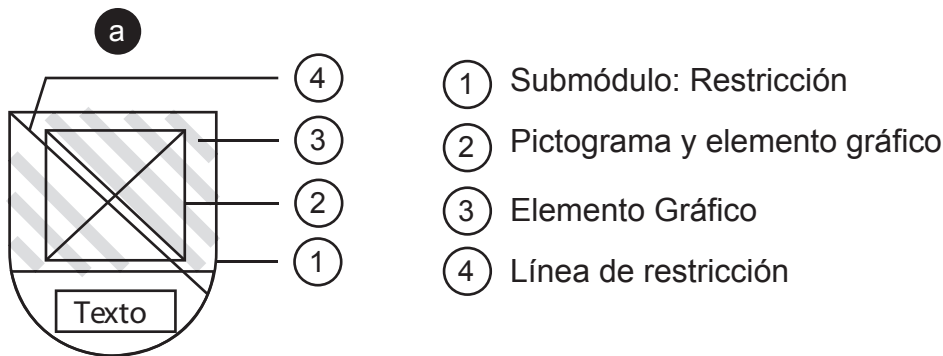 a
4
3
2
1
Texto
1 Submódulo: Restricción
2 Pictograma y elemento gráfico
3 Elemento Gráfico
4 Línea de restricción